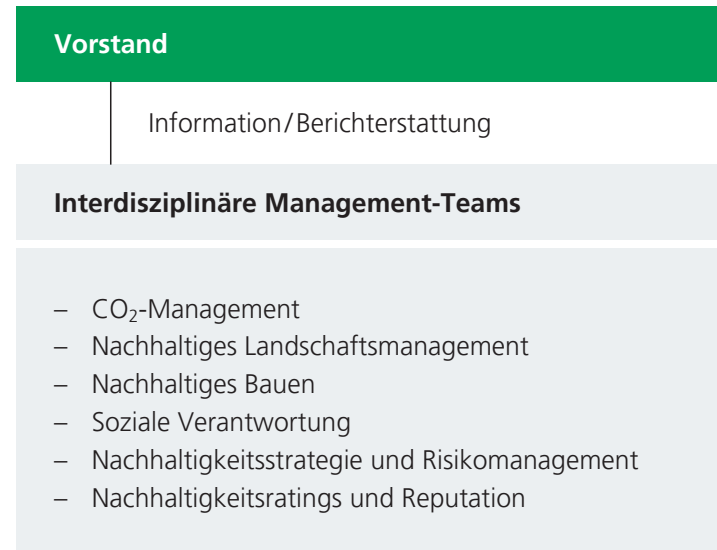 Vorstand
Information/Berichterstattung
Interdisziplinäre Management-Teams
– CO₂-Management
– Nachhaltiges Landschaftsmanagement
– Nachhaltiges Bauen
– Soziale Verantwortung
– Nachhaltigkeitsstrategie und Risikomanagement
– Nachhaltigkeitsratings und Reputation